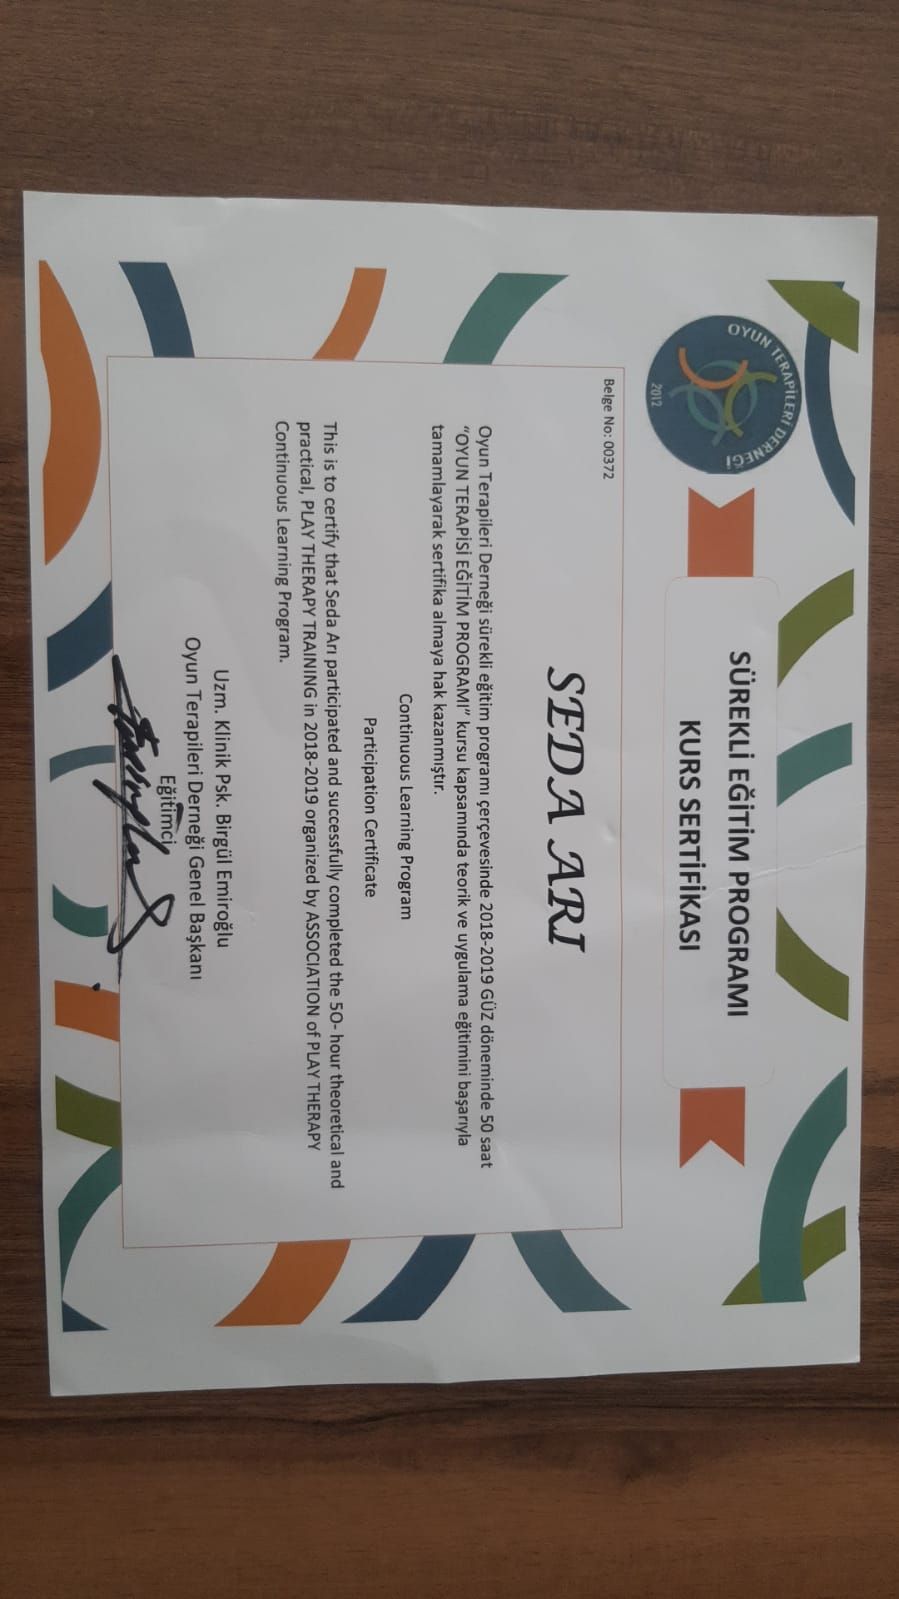 OYUN TERAPİLERİ DERNEĞİ
2012
SÜREKLİ EĞİTİM PROGRAMI
KURS SERTİFİKASI
Belge No: 00372
SEDA ARI
Oyun Terapileri Derneği sürekli eğitim programı çerçevesinde 2018-2019 GÜZ döneminde 50 saat
“OYUN TERAPİSİ EĞİTİM PROGRAMI” kursu kapsamında teorik ve uygulama eğitimini başarıyla
tamamlayarak sertifika almaya hak kazanmıştır.
Continuous Learning Program
Participation Certificate
This is to certify that Seda Arı participated and successfully completed the 50- hour theoretical and
practical, PLAY THERAPY TRAINING in 2018-2019 organized by ASSOCIATION of PLAY THERAPY
Continuous Learning Program.
Uzm. Klinik Psk. Birgül Emiroğlu
Oyun Terapileri Derneği Genel Başkanı
Eğitimci